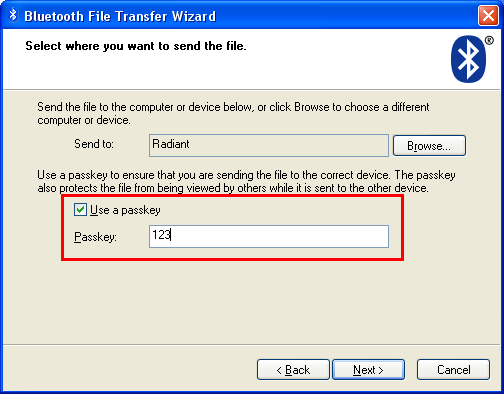 Bluetooth File Transfer Wizard
Select where you want to send the file.
®
Send the file to the computer or device below, or click Browse to choose a different
computer or device.
Send to: Radiant Browse...
Use a passkey to ensure that you are sending the file to the correct device. The passkey
also protects the file from being viewed by others while it is sent to the other device.
Use a passkey
Passkey: 123
< Back Next > Cancel